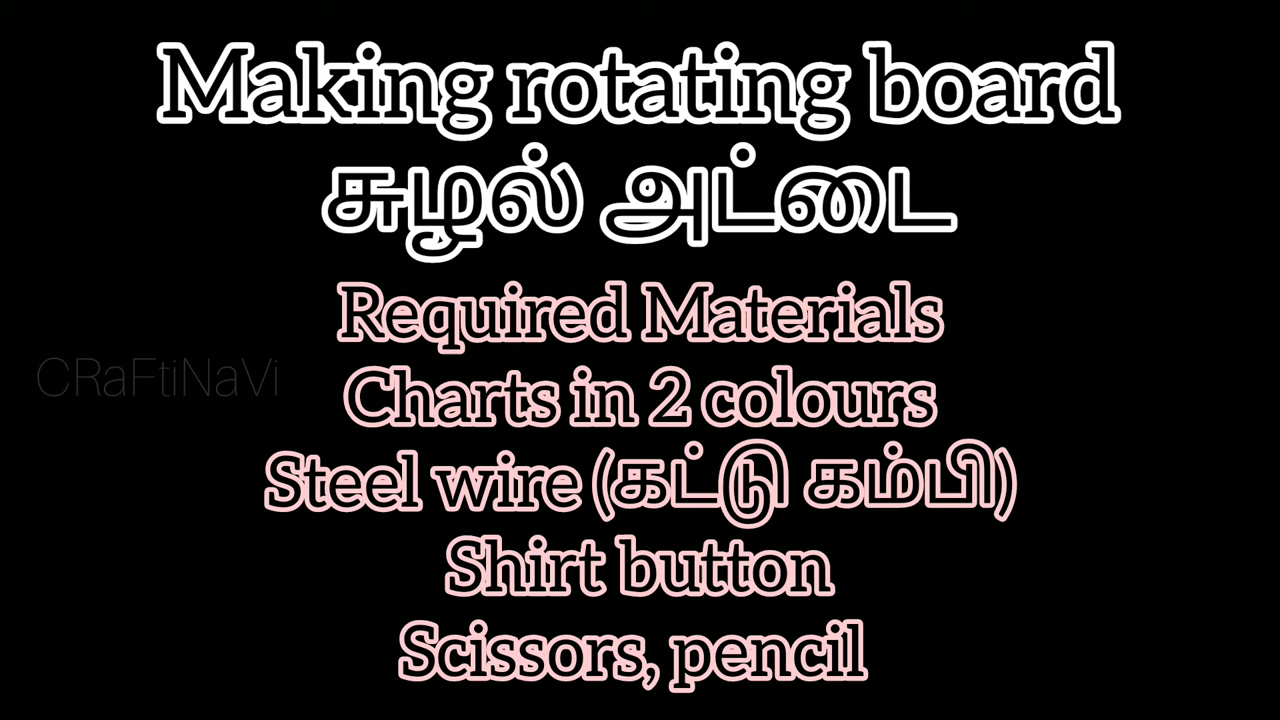 Making rotating board
சுழல் அட்டை
Required Materials
CRaFtiNaVi
Charts in 2 colours
Steel wire (கட்டு கம்பி)
Shirt button
Scissors, pencil